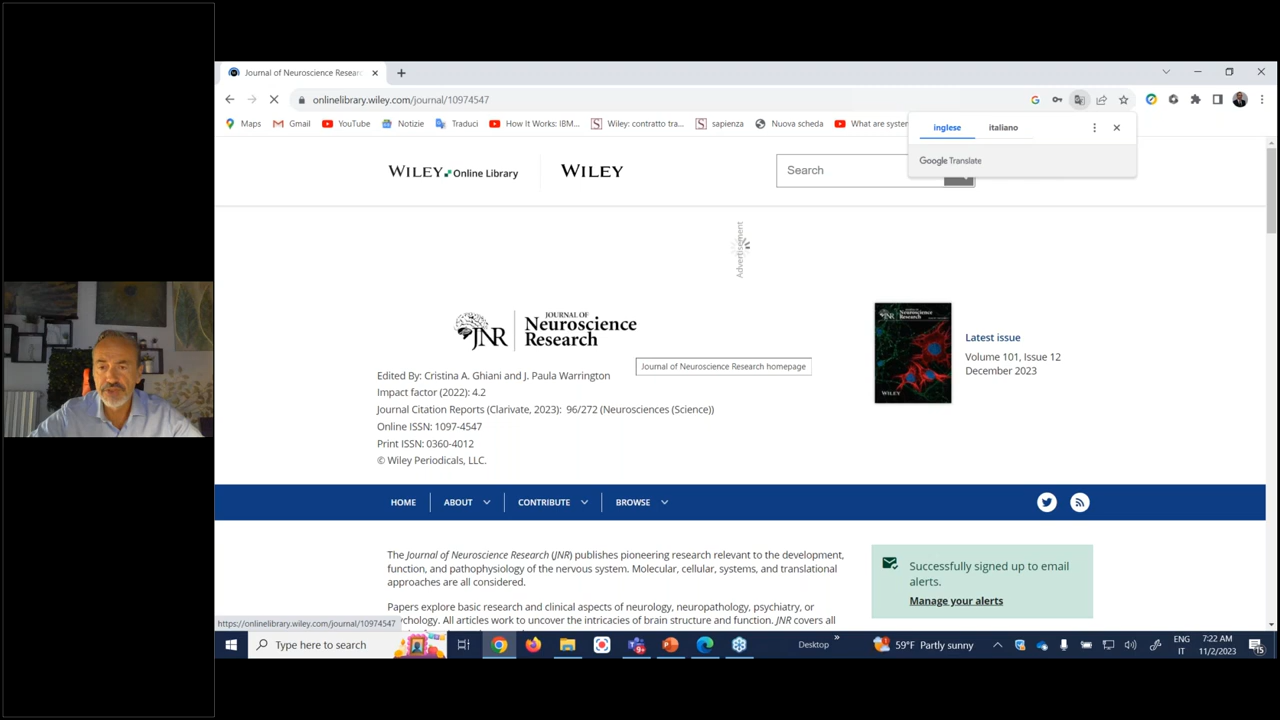 Journal of Neuroscience Resear
onlinelibrary.wiley.com/journal/10974547
Maps
Gmail
YouTube
Notizie
Traduci
How It Works: IBM...
Wiley: contratto tra...
sapienza
Nuova scheda
What are system
inglese
italiano
Google Translate
WILEY Online Library
WILEY
Search
Advertisement
JNR
JOURNAL OF
Neuroscience
Research
Journal of Neuroscience Research homepage
Edited By: Cristina A. Ghiani and J. Paula Warrington
Impact factor (2022): 4.2
Journal Citation Reports (Clarivate, 2023): 96/272 (Neurosciences (Science))
Online ISSN: 1097-4547
Print ISSN: 0360-4012
© Wiley Periodicals, LLC.
JNR
Neuroscience
Research
WILEY
Latest issue
Volume 101, Issue 12
December 2023
HOME
ABOUT
CONTRIBUTE
BROWSE
The Journal of Neuroscience Research (JNR) publishes pioneering research relevant to the development,
function, and pathophysiology of the nervous system. Molecular, cellular, systems, and translational
approaches are all considered.
Papers explore basic research and clinical aspects of neurology, neuropathology, psychiatry, or
ychology. All articles work to uncover the intricacies of brain structure and function. JNR covers all
Successfully signed up to email
alerts.
Manage your alerts
https://onlinelibrary.wiley.com/journal/10974547
Type here to search
Desktop
59°F Partly sunny
ENG
IT
7:22 AM
11/2/2023
15